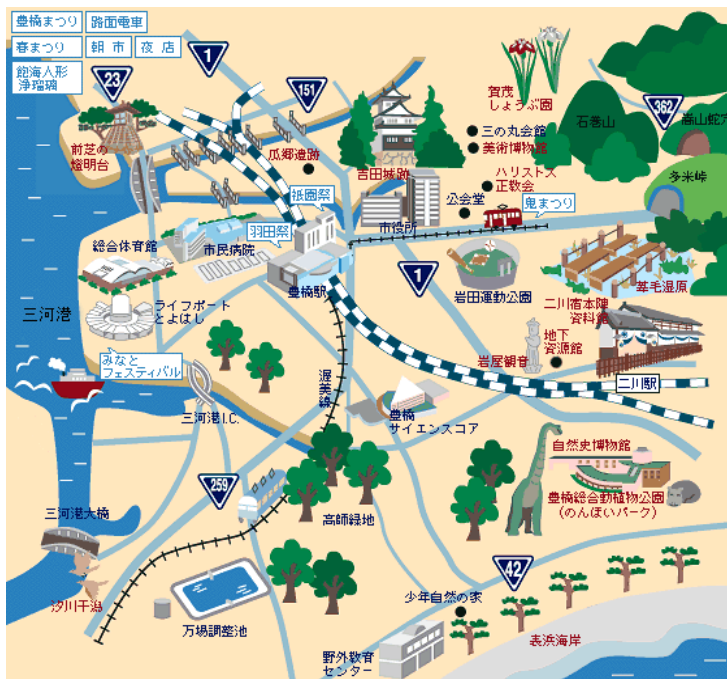 豊橋まつり
路面電車
春まつり
朝市
夜店
飽海人形
浄瑠璃
23
1
151
362
賀茂
しょうぶ園
石巻山
嵩山蛇穴
前芝の
燈明台
瓜郷遺跡
吉田城跡
三の丸会館
美術博物館
ハリストス
正教会
多米峠
祇園祭
公会堂
鬼まつり
羽田祭
市役所
総合体育館
市民病院
豊橋駅
1
岩田運動公園
葦毛湿原
三河港
ライフポート
とよはし
二川宿本陣
資料館
地下
資源館
岩屋観音
みなと
フェスティバル
渥美線
二川駅
三河港I.C.
豊橋
サイエンスコア
自然史博物館
259
豊橋総合動植物公園
(のんほいパーク)
高師緑地
三河港大橋
42
汐川干潟
少年自然の家
万場調整池
表浜海岸
野外教育
センター